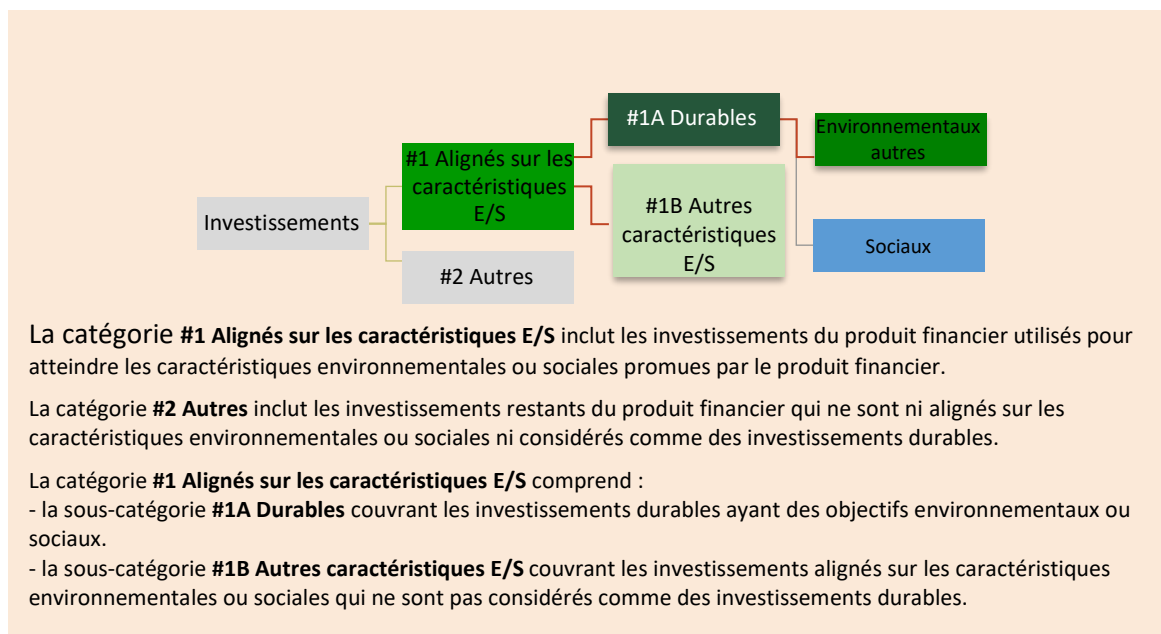 #1A Durables
Environnementaux
autres
#1 Alignés sur les
caractéristiques
E/S
Investissements
#1B Autres
caractéristiques
E/S
Sociaux
#2 Autres
La catégorie #1 Alignés sur les caractéristiques E/S inclut les investissements du produit financier utilisés pour
atteindre les caractéristiques environnementales ou sociales promues par le produit financier.
La catégorie #2 Autres inclut les investissements restants du produit financier qui ne sont ni alignés sur les
caractéristiques environnementales ou sociales ni considérés comme des investissements durables.
La catégorie #1 Alignés sur les caractéristiques E/S comprend :
- la sous-catégorie #1A Durables couvrant les investissements durables ayant des objectifs environnementaux ou
sociaux.
- la sous-catégorie #1B Autres caractéristiques E/S couvrant les investissements alignés sur les caractéristiques
environnementales ou sociales qui ne sont pas considérés comme des investissements durables.